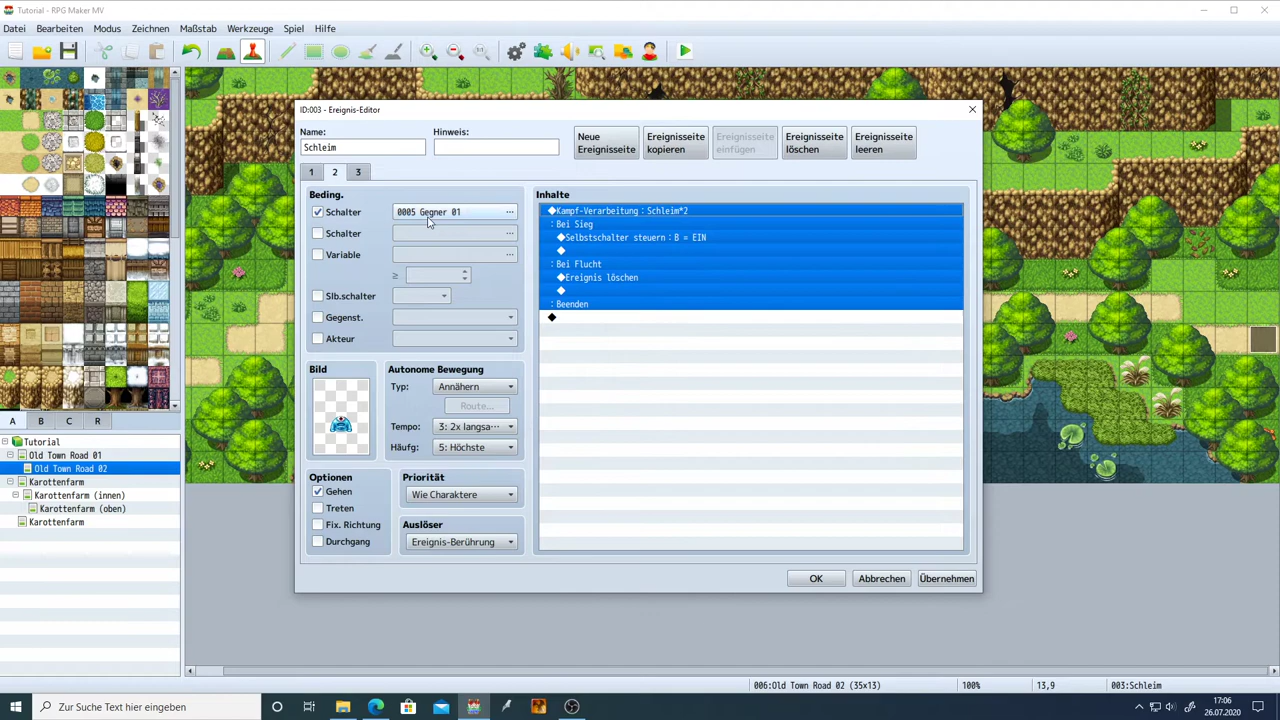 Tutorial - RPG Maker MV
Datei Bearbeiten Modus Zeichnen Maßstab Werkzeuge Spiel Hilfe
ID:003 - Ereignis-Editor
Name: Hinweis:
Schleim
Neue Ereignisseite
Ereignisseite kopieren
Ereignisseite einfügen
Ereignisseite löschen
Ereignisseite leeren
1 2 3
Beding.
Schalter 0005 Gegner 01 ...
Schalter ...
Variable ...
≥
Slb.schalter
Gegenst.
Akteur
Bild
Autonome Bewegung
Typ: Annähern
Route...
Tempo: 3: 2x langsa...
Häufg: 5: Höchste
Optionen
Gehen
Treten
Fix. Richtung
Durchgang
Priorität
Wie Charaktere
Auslöser
Ereignis-Berührung
Inhalte
◆Kampf-Verarbeitung：Schleim*2
：Bei Sieg
◆Selbstschalter steuern：B = EIN
◆
：Bei Flucht
◆Ereignis löschen
◆
：Beenden
◆
OK Abbrechen Übernehmen
A B C R
Tutorial
Old Town Road 01
Old Town Road 02
Karottenfarm
Karottenfarm (innen)
Karottenfarm (oben)
Karottenfarm
006:Old Town Road 02 (35x13) 100% 13,9 003:Schleim
Zur Suche Text hier eingeben
17:06
26.07.2020